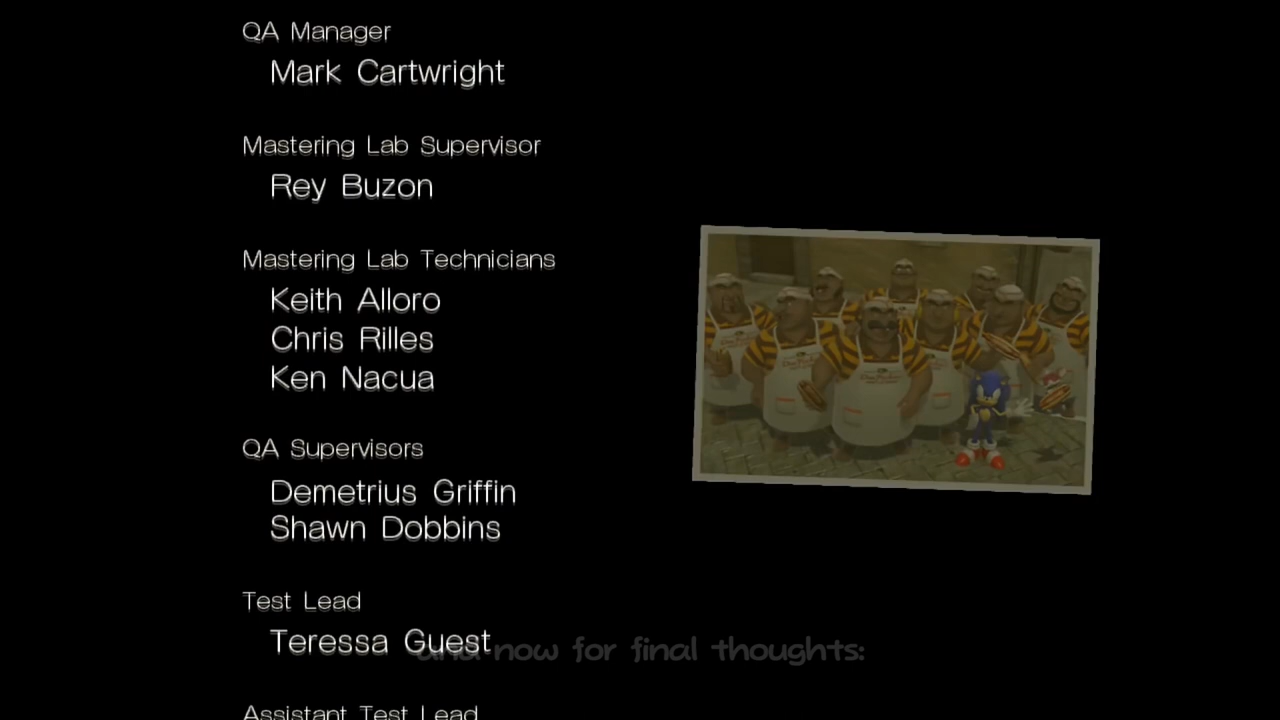 QA Manager
Mark Cartwright
Mastering Lab Supervisor
Rey Buzon
Mastering Lab Technicians
Keith Alloro
Chris Rilles
Ken Nacua
QA Supervisors
Demetrius Griffin
Shawn Dobbins
Test Lead
Teressa Guest
and now for final thoughts:
Assistant Test Lead